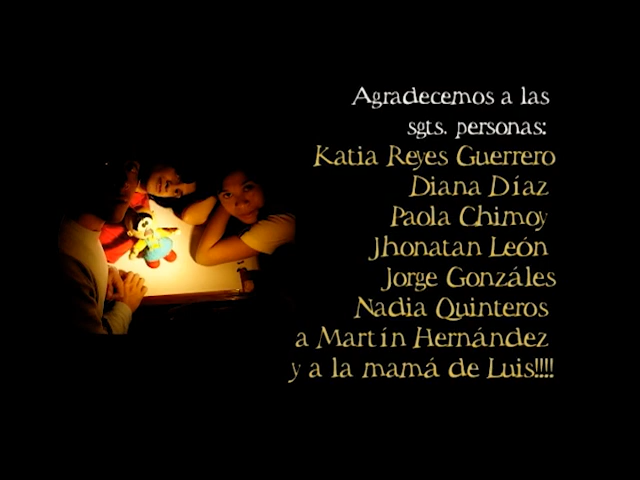 Agradecemos a las
sgts. personas:
Katia Reyes Guerrero
Diana Díaz
Paola Chimoy
Jhonatan León
Jorge Gonzáles
Nadia Quinteros
a Martín Hernández
y a la mamá de Luis!!!!